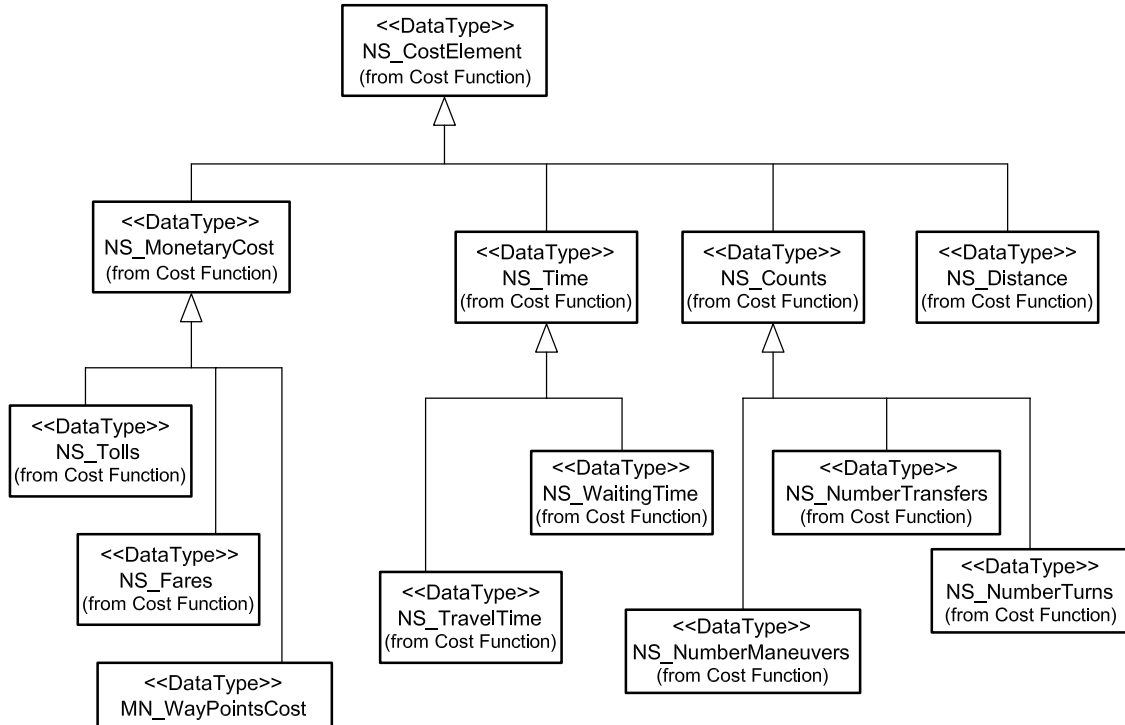 <<DataType>>
NS_CostElement
(from Cost Function)
<<DataType>>
NS_MonetaryCost
(from Cost Function)
<<DataType>>
NS_Time
(from Cost Function)
<<DataType>>
NS_Counts
(from Cost Function)
<<DataType>>
NS_Distance
(from Cost Function)
<<DataType>>
NS_Tolls
(from Cost Function)
<<DataType>>
NS_WaitingTime
(from Cost Function)
<<DataType>>
NS_NumberTransfers
(from Cost Function)
<<DataType>>
NS_Fares
(from Cost Function)
<<DataType>>
NS_TravelTime
(from Cost Function)
<<DataType>>
NS_NumberManeuvers
(from Cost Function)
<<DataType>>
NS_NumberTurns
(from Cost Function)
<<DataType>>
MN_WayPointsCost